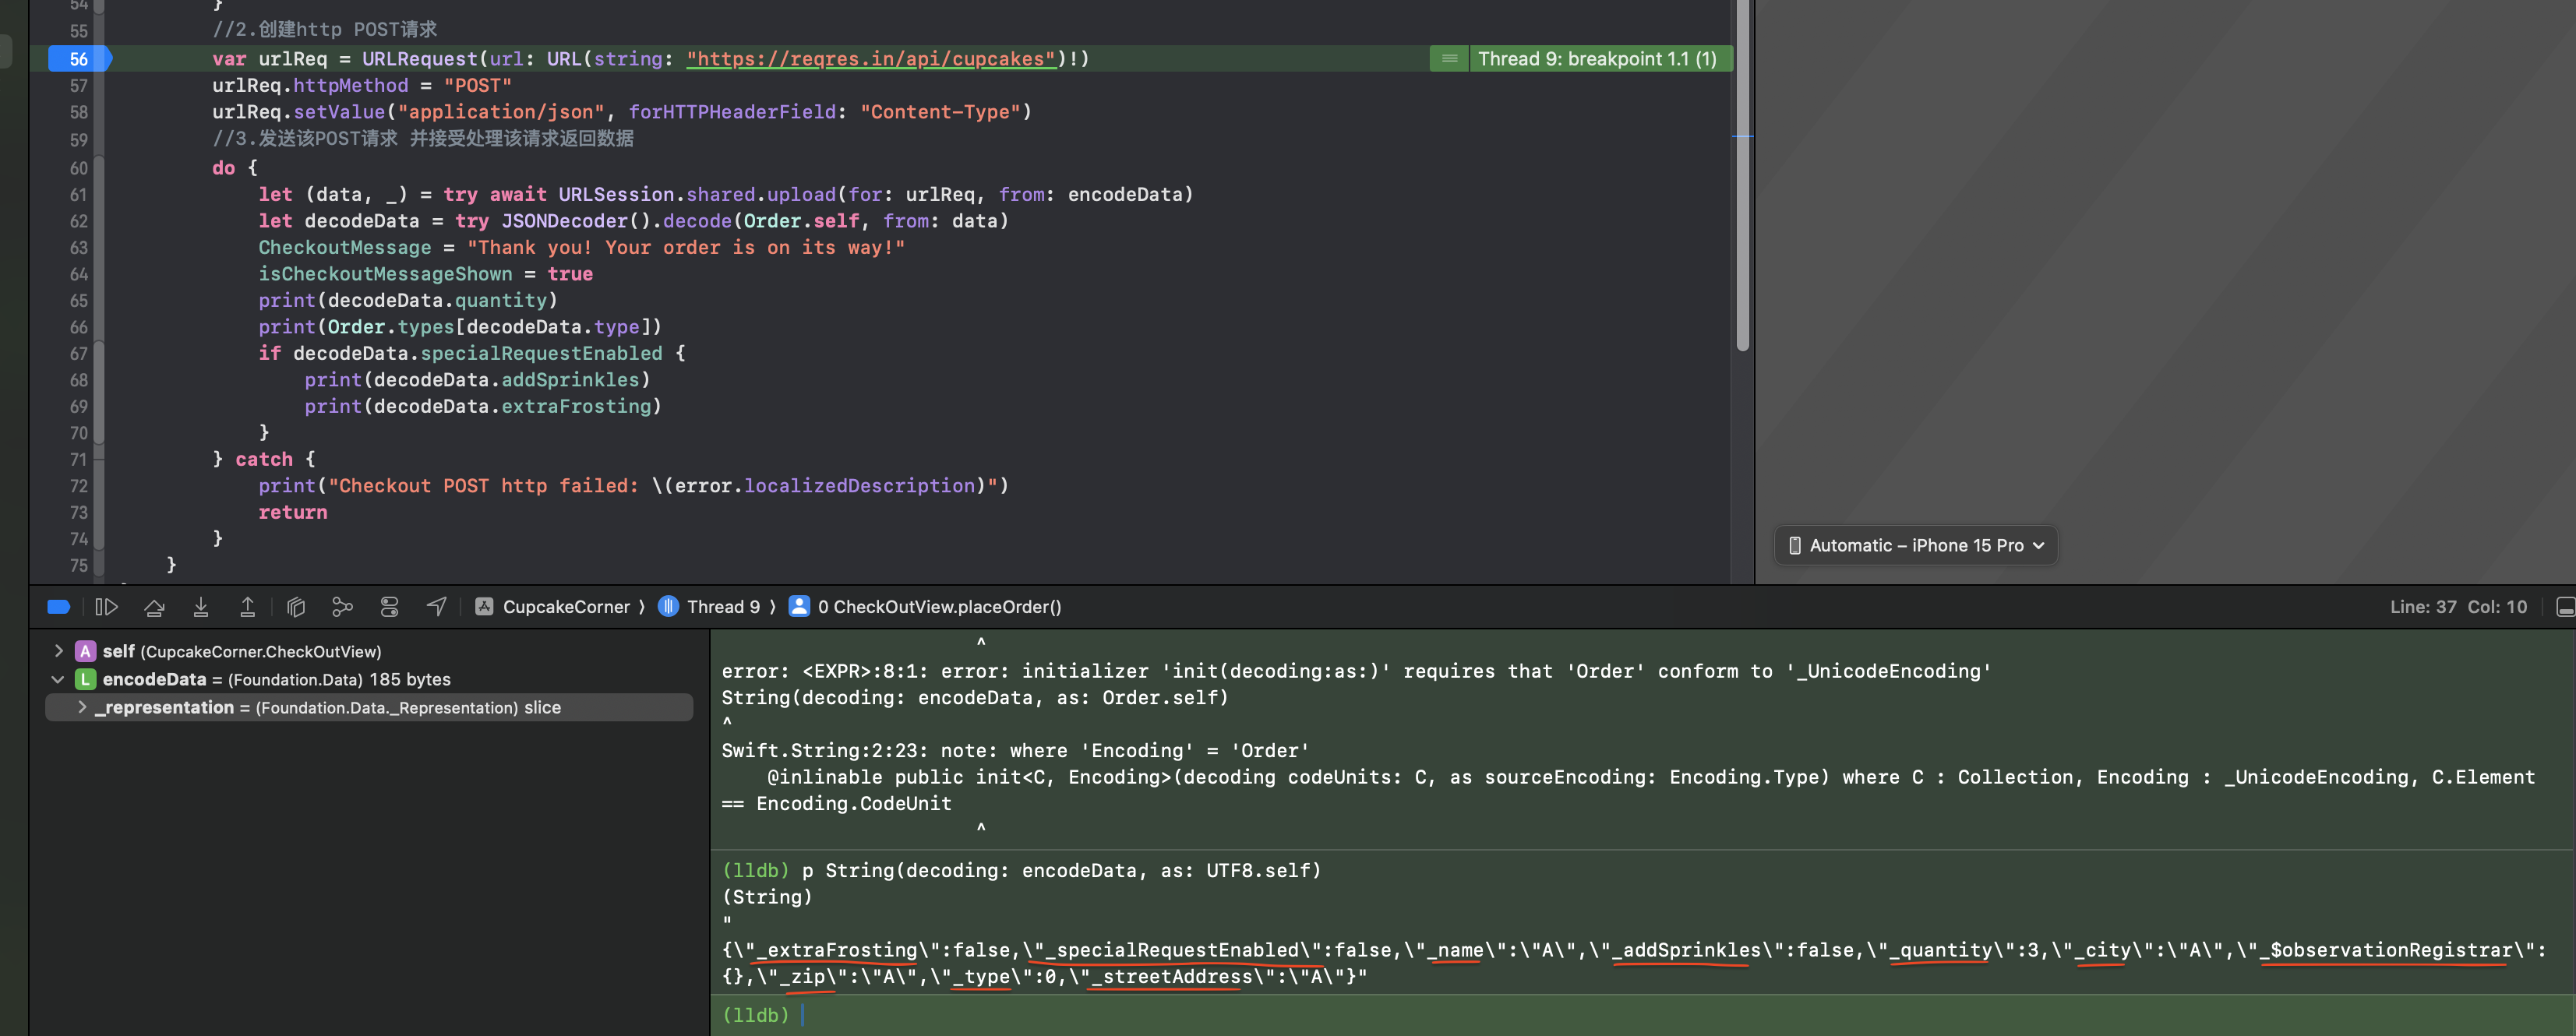 54 }
55 //2.创建http POST请求
56 var urlReq = URLRequest(url: URL(string: "https://reqres.in/api/cupcakes")!) Thread 9: breakpoint 1.1 (1)
57 urlReq.httpMethod = "POST"
58 urlReq.setValue("application/json", forHTTPHeaderField: "Content-Type")
59 //3.发送该POST请求 并接受处理该请求返回数据
60 do {
61 let (data, _) = try await URLSession.shared.upload(for: urlReq, from: encodeData)
62 let decodeData = try JSONDecoder().decode(Order.self, from: data)
63 CheckoutMessage = "Thank you! Your order is on its way!"
64 isCheckoutMessageShown = true
65 print(decodeData.quantity)
66 print(Order.types[decodeData.type])
67 if decodeData.specialRequestEnabled {
68 print(decodeData.addSprinkles)
69 print(decodeData.extraFrosting)
70 }
71 } catch {
72 print("Checkout POST http failed: \(error.localizedDescription)")
73 return
74 }
75 }
Automatic – iPhone 15 Pro
CupcakeCorner ⟩ Thread 9 ⟩ 0 CheckOutView.placeOrder()
Line: 37 Col: 10
A self (CupcakeCorner.CheckOutView)
L encodeData = (Foundation.Data) 185 bytes
_representation = (Foundation.Data._Representation) slice
^
error: <EXPR>:8:1: error: initializer 'init(decoding:as:)' requires that 'Order' conform to '_UnicodeEncoding'
String(decoding: encodeData, as: Order.self)
^
Swift.String:2:23: note: where 'Encoding' = 'Order'
@inlinable public init<C, Encoding>(decoding codeUnits: C, as sourceEncoding: Encoding.Type) where C : Collection, Encoding : _UnicodeEncoding, C.Element
== Encoding.CodeUnit
^
(lldb) p String(decoding: encodeData, as: UTF8.self)
(String)
"
{\"_extraFrosting\":false,\"_specialRequestEnabled\":false,\"_name\":\"A\",\"_addSprinkles\":false,\"_quantity\":3,\"_city\":\"A\",\"_$observationRegistrar\":
{},\"_zip\":\"A\",\"_type\":0,\"_streetAddress\":\"A\"}"
(lldb)